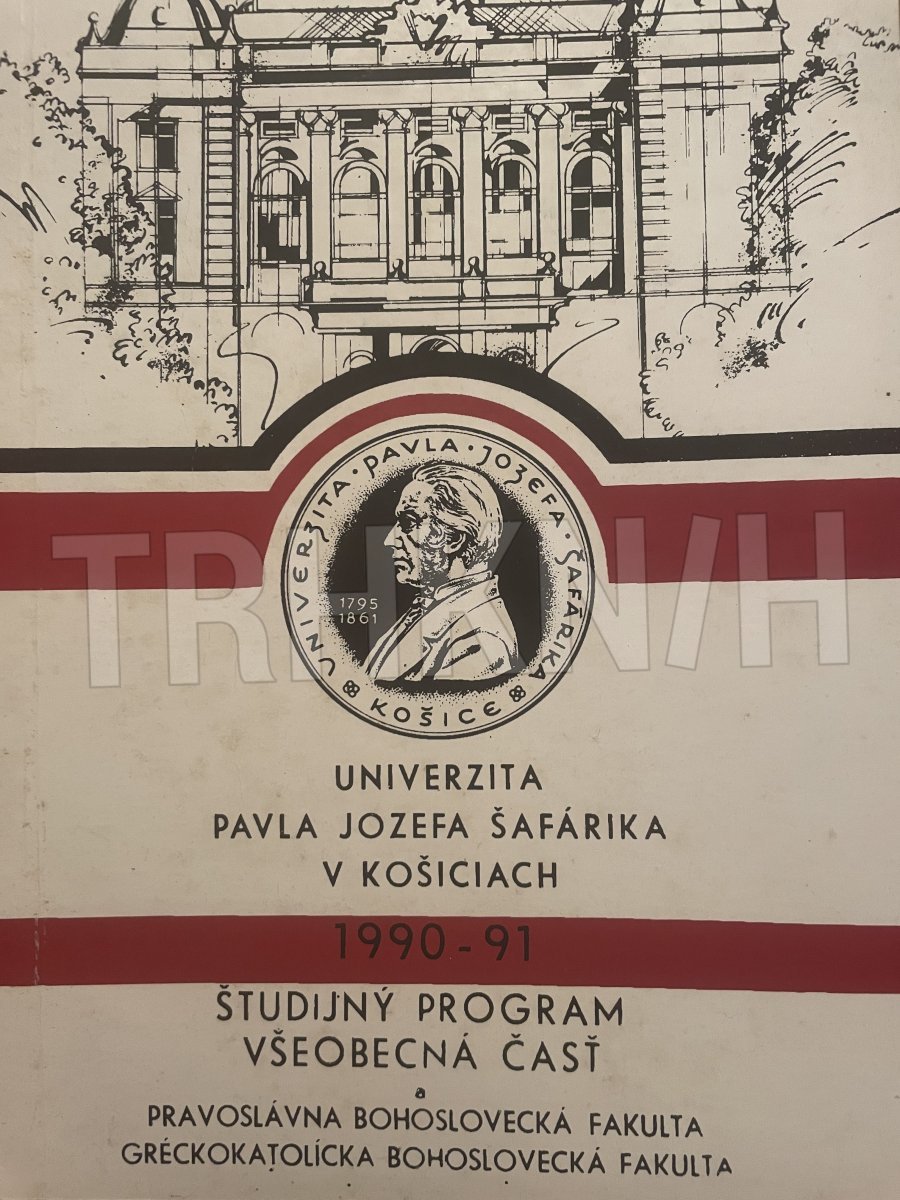 UNIVERZITA · PAVLA · JOZEFA · ŠAFÁRIKA
KOŠICE
1795
1861
TRHKN/H
UNIVERZITA
PAVLA JOZEFA ŠAFÁRIKA
V KOŠICIACH
1990-91
ŠTUDIJNÝ PROGRAM
VŠEOBECNÁ ČASŤ
a
PRAVOSLÁVNA BOHOSLOVECKÁ FAKULTA
GRÉCKOKATOLÍCKA BOHOSLOVECKÁ FAKULTA